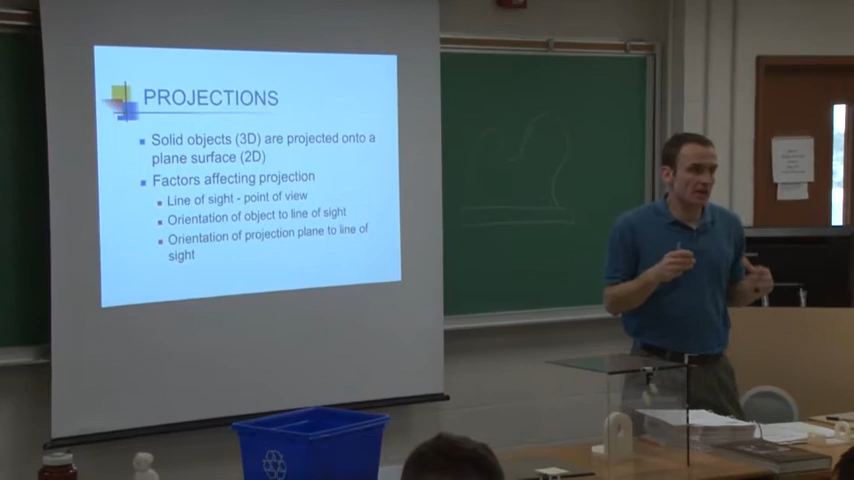 PROJECTIONS
Solid objects (3D) are projected onto a
plane surface (2D)
Factors affecting projection
Line of sight - point of view
Orientation of object to line of sight
Orientation of projection plane to line of
sight